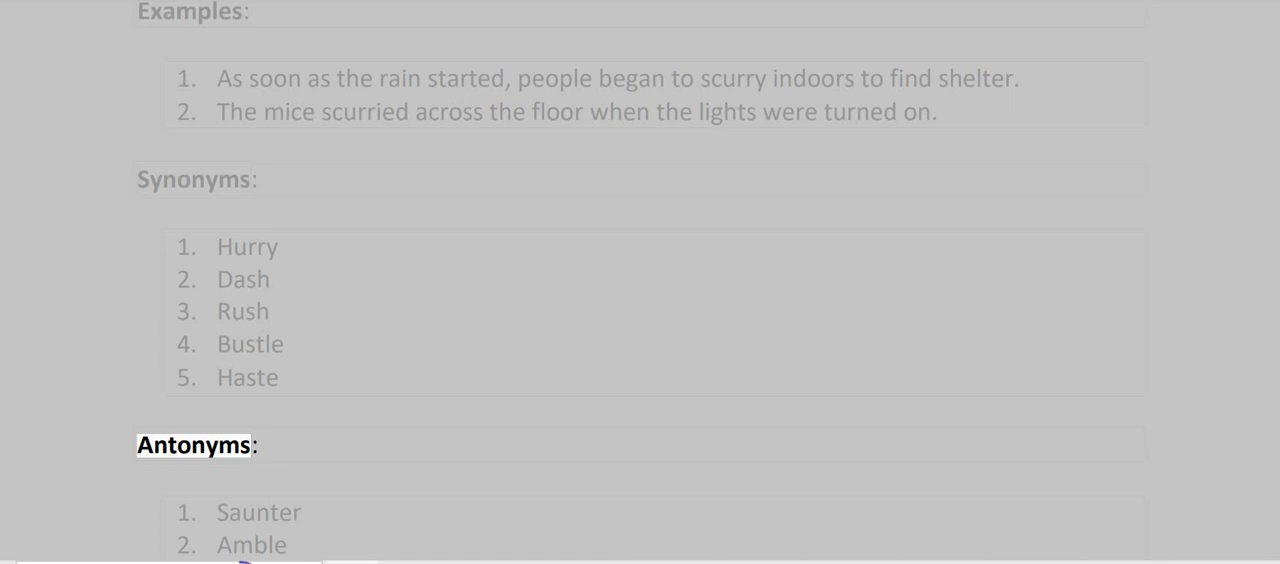 Examples:
1. As soon as the rain started, people began to scurry indoors to find shelter.
2. The mice scurried across the floor when the lights were turned on.
Synonyms:
1. Hurry
2. Dash
3. Rush
4. Bustle
5. Haste
Antonyms:
1. Saunter
2. Amble